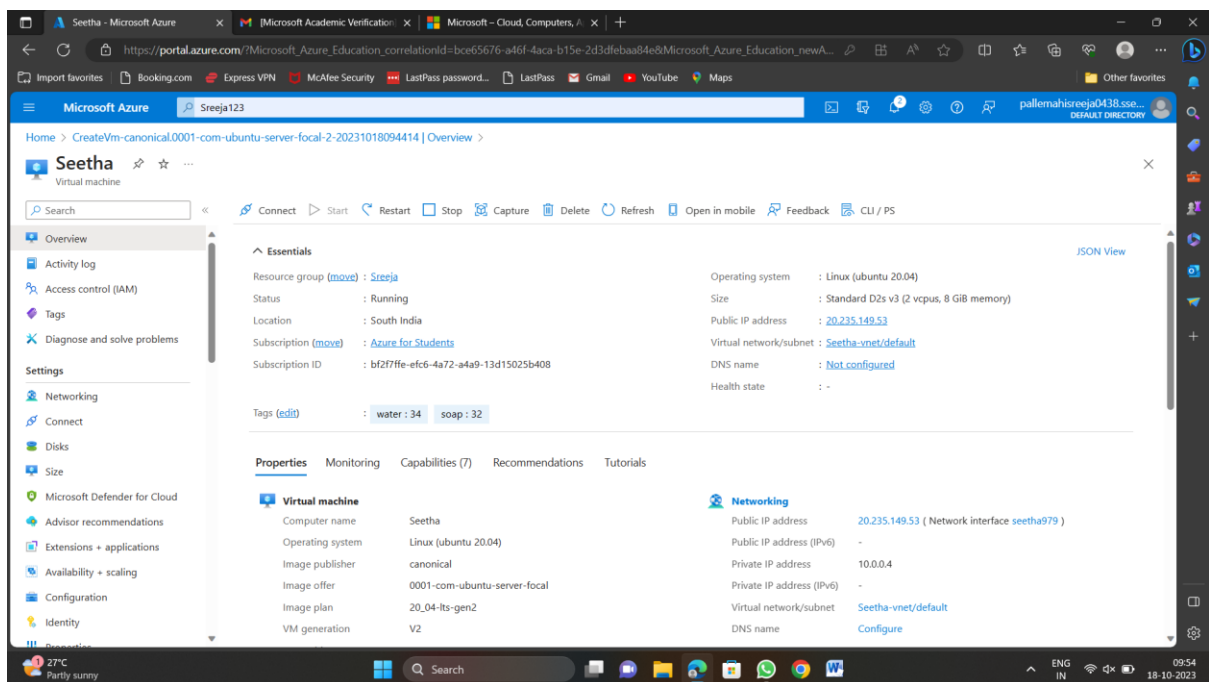 Seetha - Microsoft Azure
[Microsoft Academic Verification]
Microsoft – Cloud, Computers, A
https://portal.azure.com/?Microsoft_Azure_Education_correlationId=bce65676-a46f-4aca-b15e-2d3dfebaa84e&Microsoft_Azure_Education_newA...
Import favorites Booking.com Express VPN McAfee Security LastPass password... LastPass Gmail YouTube Maps Other favorites
Microsoft Azure Sreeja123 2 pallemahisreeja0438.sse...
DEFAULT DIRECTORY
Home > CreateVm-canonical.0001-com-ubuntu-server-focal-2-20231018094414 | Overview >
Seetha
Virtual machine
Search « Connect Start Restart Stop Capture Delete Refresh Open in mobile Feedback CLI / PS
Overview
Activity log
Access control (IAM)
Tags
Diagnose and solve problems
Settings
Networking
Connect
Disks
Size
Microsoft Defender for Cloud
Advisor recommendations
Extensions + applications
Availability + scaling
Configuration
Identity
Properties
Essentials JSON View
Resource group (move) : Sreeja
Status : Running
Location : South India
Subscription (move) : Azure for Students
Subscription ID : bf2f7ffe-efc6-4a72-a4a9-13d15025b408
Operating system : Linux (ubuntu 20.04)
Size : Standard D2s v3 (2 vcpus, 8 GiB memory)
Public IP address : 20.235.149.53
Virtual network/subnet : Seetha-vnet/default
DNS name : Not configured
Health state : -
Tags (edit) : water : 34 soap : 32
Properties Monitoring Capabilities (7) Recommendations Tutorials
Virtual machine
Computer name Seetha
Operating system Linux (ubuntu 20.04)
Image publisher canonical
Image offer 0001-com-ubuntu-server-focal
Image plan 20_04-lts-gen2
VM generation V2
Networking
Public IP address 20.235.149.53 ( Network interface seetha979 )
Public IP address (IPv6) -
Private IP address 10.0.0.4
Private IP address (IPv6) -
Virtual network/subnet Seetha-vnet/default
DNS name Configure
1 27°C
Partly sunny
Search
ENG
IN
09:54
18-10-2023